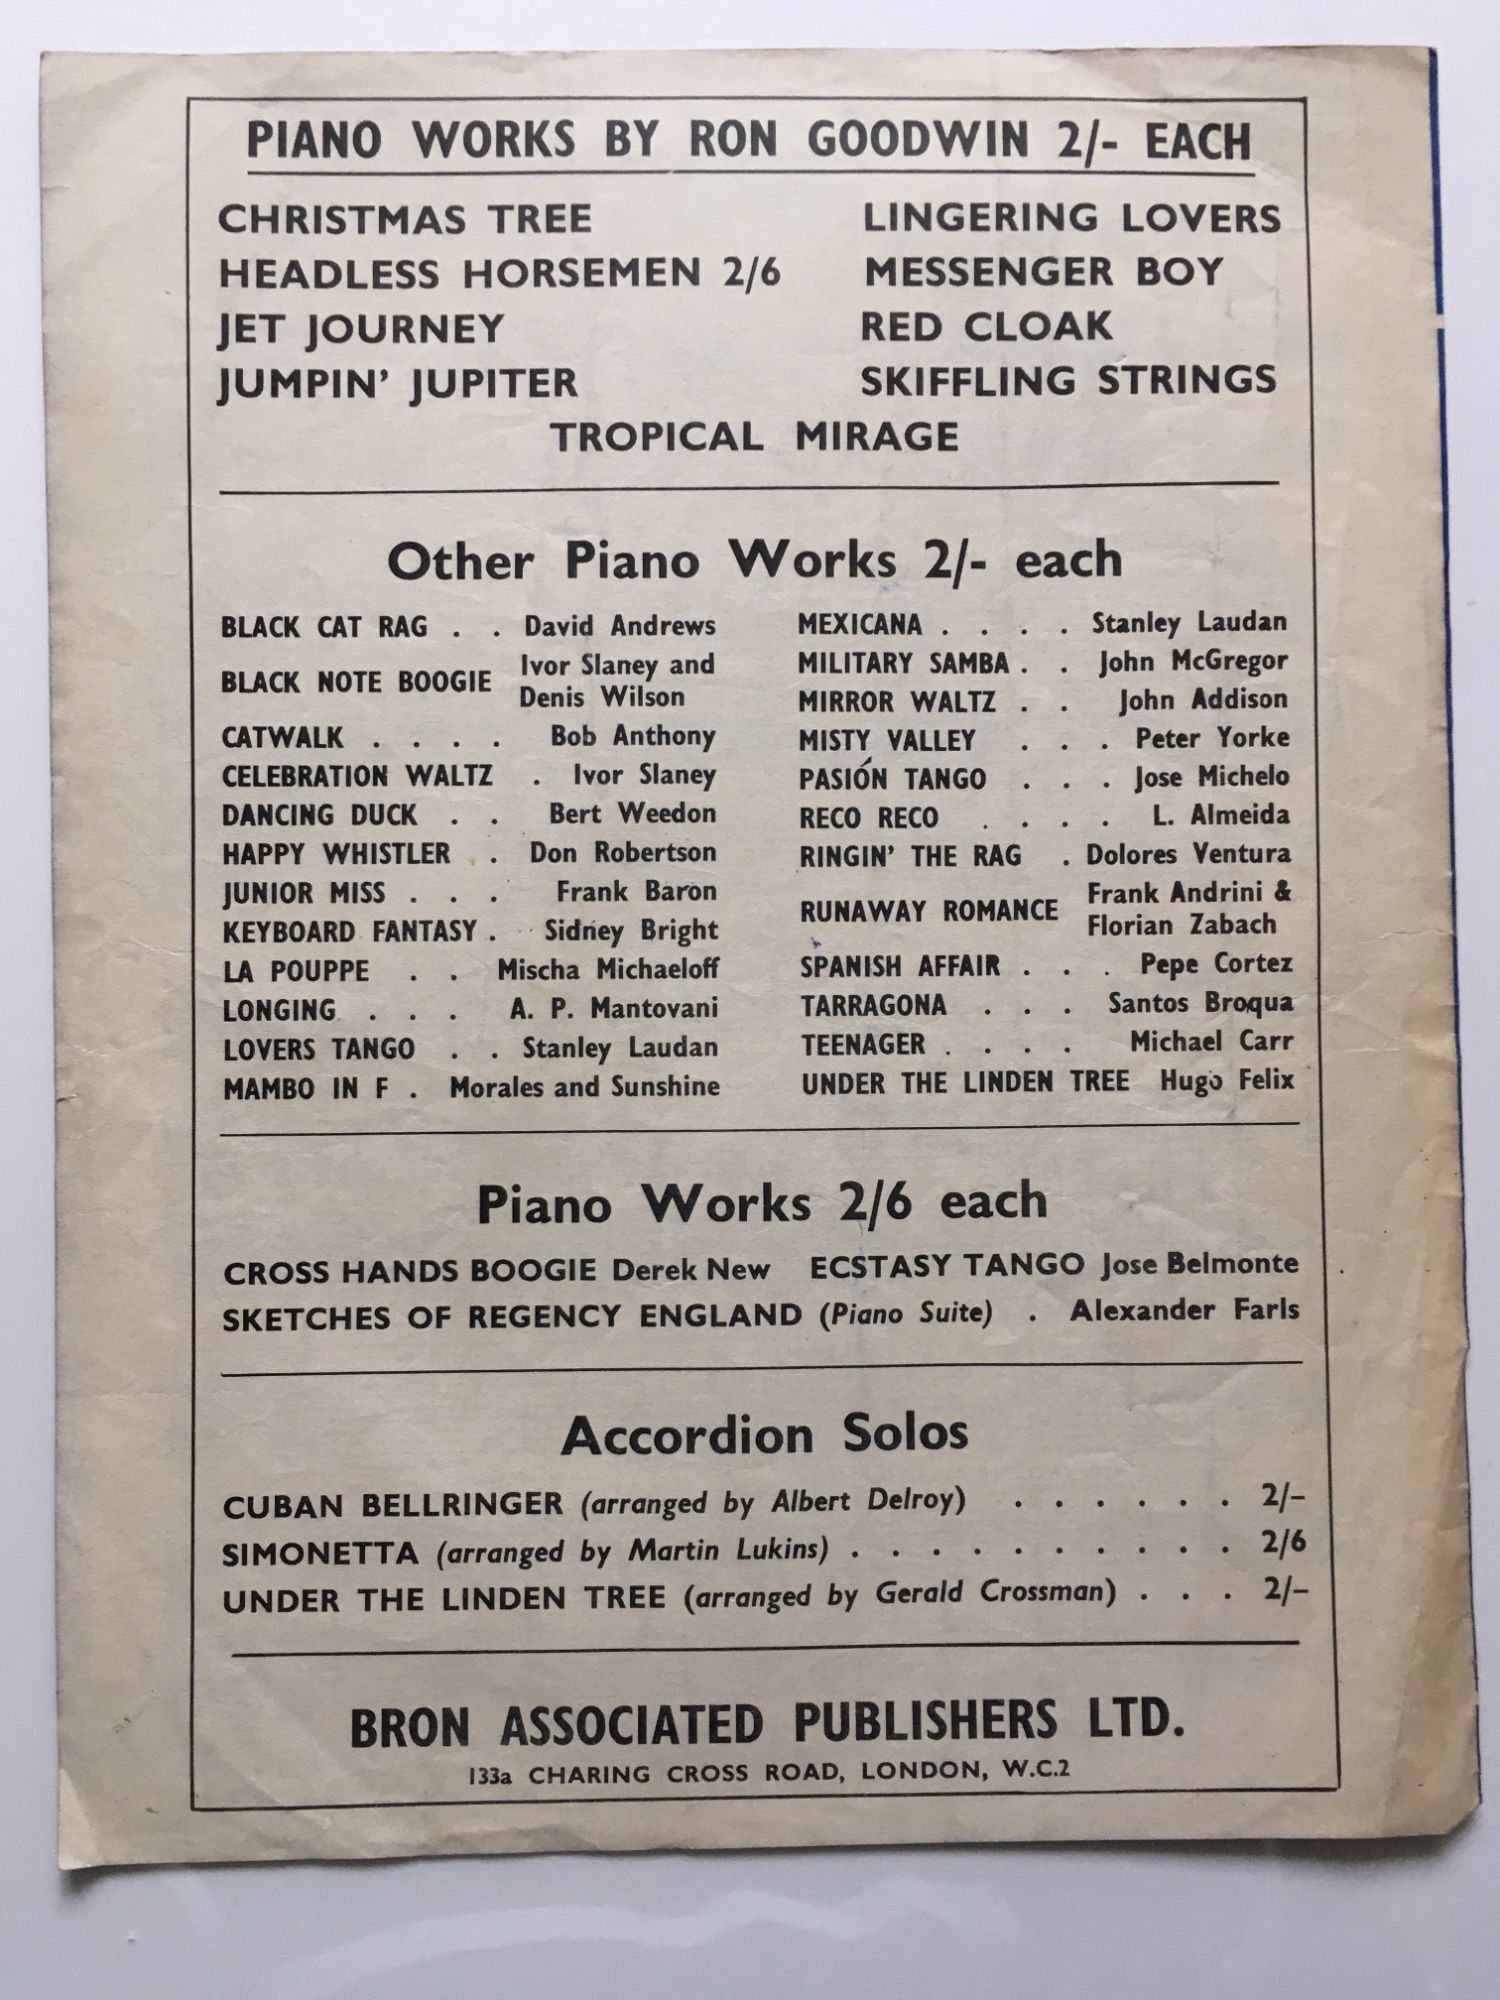 PIANO WORKS BY RON GOODWIN 2/- EACH
CHRISTMAS TREE
HEADLESS HORSEMEN 2/6
JET JOURNEY
JUMPIN' JUPITER
LINGERING LOVERS
MESSENGER BOY
RED CLOAK
SKIFFLING STRINGS
TROPICAL MIRAGE
Other Piano Works 2/- each
BLACK CAT RAG . . David Andrews
BLACK NOTE BOOGIE Ivor Slaney and
Denis Wilson
CATWALK . . . . Bob Anthony
CELEBRATION WALTZ . Ivor Slaney
DANCING DUCK . . Bert Weedon
HAPPY WHISTLER . Don Robertson
JUNIOR MISS . . . Frank Baron
KEYBOARD FANTASY . Sidney Bright
LA POUPPE . . Mischa Michaeloff
LONGING . . . A. P. Mantovani
LOVERS TANGO . . Stanley Laudan
MAMBO IN F . Morales and Sunshine
MEXICANA . . . . Stanley Laudan
MILITARY SAMBA . . John McGregor
MIRROR WALTZ . . John Addison
MISTY VALLEY . . . Peter Yorke
PASIÓN TANGO . . . Jose Michelo
RECO RECO . . . . L. Almeida
RINGIN' THE RAG . Dolores Ventura
RUNAWAY ROMANCE Frank Andrini &
Florian Zabach
SPANISH AFFAIR . . . Pepe Cortez
TARRAGONA . . . Santos Broqua
TEENAGER . . . . Michael Carr
UNDER THE LINDEN TREE Hugo Felix
Piano Works 2/6 each
CROSS HANDS BOOGIE Derek New ECSTASY TANGO Jose Belmonte
SKETCHES OF REGENCY ENGLAND (Piano Suite) . Alexander Farls
Accordion Solos
CUBAN BELLRINGER (arranged by Albert Delroy) . . . . . . 2/-
SIMONETTA (arranged by Martin Lukins) . . . . . . . . . . 2/6
UNDER THE LINDEN TREE (arranged by Gerald Crossman) . . . 2/-
BRON ASSOCIATED PUBLISHERS LTD.
133a CHARING CROSS ROAD, LONDON, W.C.2